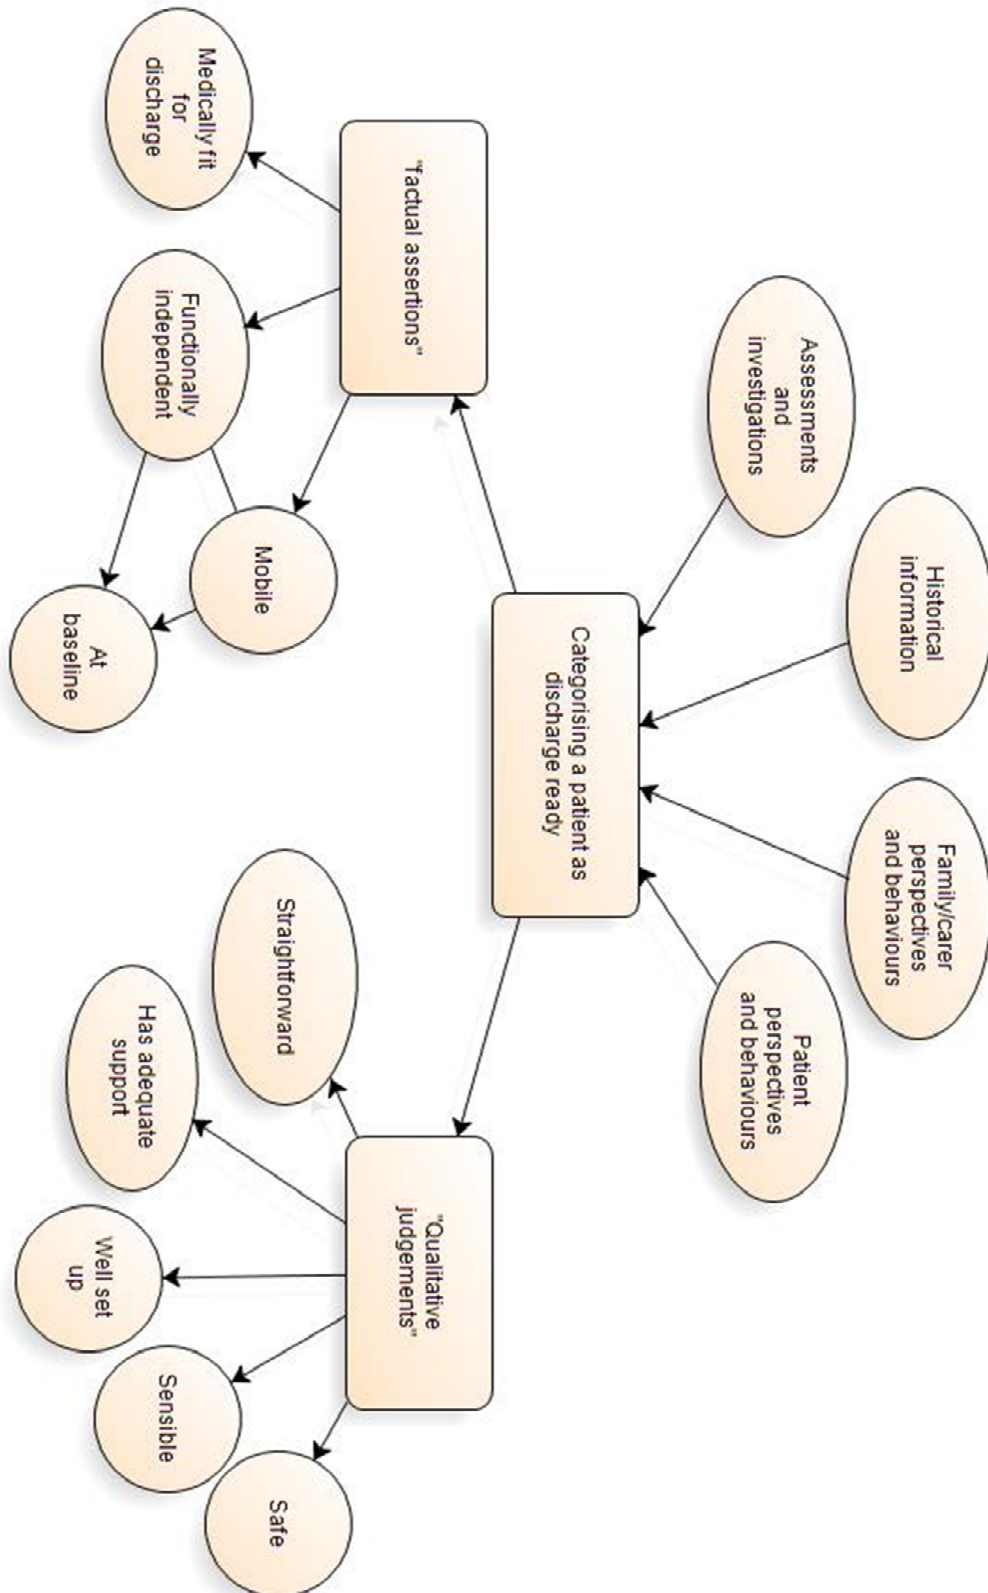 Historical
information
Family/carer
perspectives
and behaviours
Assessments
and
investigations
Patient
perspectives
and behaviours
Categorising a patient as
discharge ready
"factual assertions"
"Qualitative
judgements"
Medically fit
for
discharge
Functionally
independent
Mobile
At
baseline
Straightforward
Has adequate
support
Well set
up
Sensible
Safe